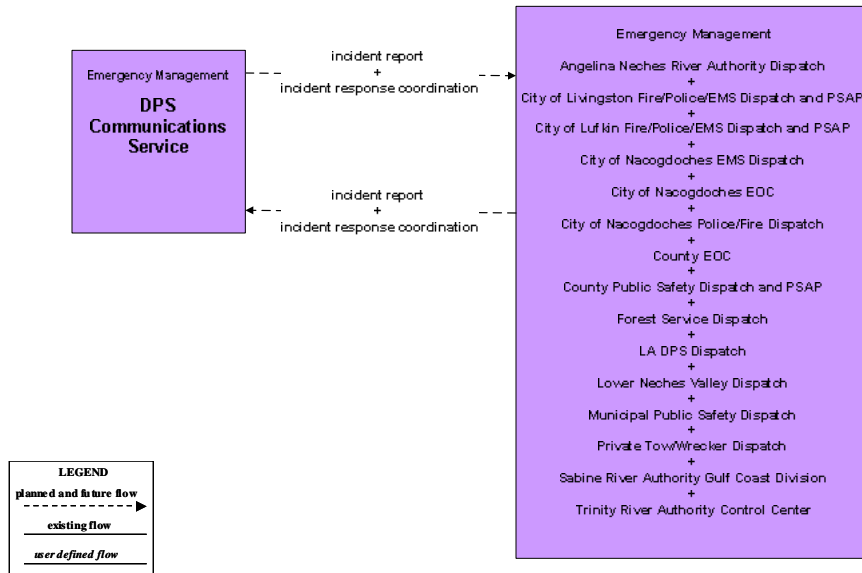 Emergency Management
DPS
Communications
Service
incident report
+
incident response coordination
incident report
+
incident response coordination
Emergency Management
Angelina Neches River Authority Dispatch
+
City of Livingston Fire/Police/EMS Dispatch and PSAP
+
City of Lufkin Fire/Police/EMS Dispatch and PSAP
+
City of Nacogdoches EMS Dispatch
+
City of Nacogdoches EOC
+
City of Nacogdoches Police/Fire Dispatch
+
County EOC
+
County Public Safety Dispatch and PSAP
+
Forest Service Dispatch
+
LA DPS Dispatch
+
Lower Neches Valley Dispatch
+
Municipal Public Safety Dispatch
+
Private Tow/Wrecker Dispatch
+
Sabine River Authority Gulf Coast Division
+
Trinity River Authority Control Center
LEGEND
planned and future flow
existing flow
user defined flow